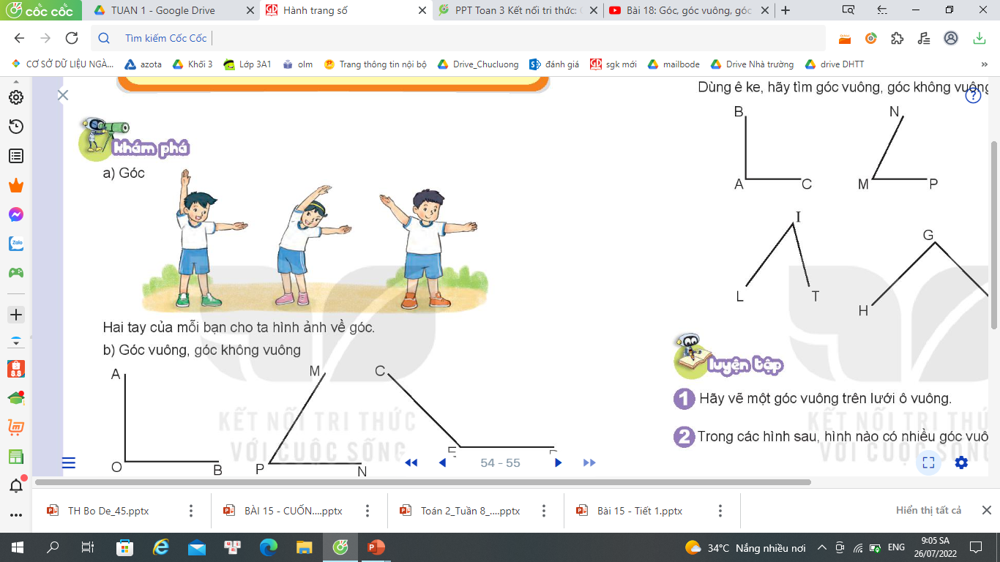 cốc cốc
TUAN 1 - Google Drive
Hành trang số
PPT Toan 3 Kết nối tri thức:
Bài 18: Góc, góc vuông, góc
Tìm kiếm Cốc Cốc
CƠ SỞ DỮ LIỆU NGÀ...
azota
Khối 3
Lớp 3A1
olm
Trang thông tin nội bộ
Drive_Chucluong
đánh giá
sgk mới
mailbode
Drive Nhà trường
drive DHTT
khám phá
a) Góc
Hai tay của mỗi bạn cho ta hình ảnh về góc.
b) Góc vuông, góc không vuông
A
O
B
M
P
N
C
KẾT NỐI TRI THỨC
VỚI CUỘC SỐNG
Dùng ê ke, hãy tìm góc vuông, góc không vuông
?
B
A
C
N
M
P
I
L
T
G
H
luyện tập
1 Hãy vẽ một góc vuông trên lưới ô vuông.
2 Trong các hình sau, hình nào có nhiều góc vuô
KẾT NỐI TRI THỨC
VỚI CUỘC SỐNG
54 - 55
Zalo
8.8
TH Bo De_45.pptx
BÀI 15 - CUỐN....pptx
Toán 2_Tuần 8_....pptx
Bài 15 - Tiết 1.pptx
Hiển thị tất cả
34°C Nắng nhiều nơi
ENG
9:05 SA
26/07/2022